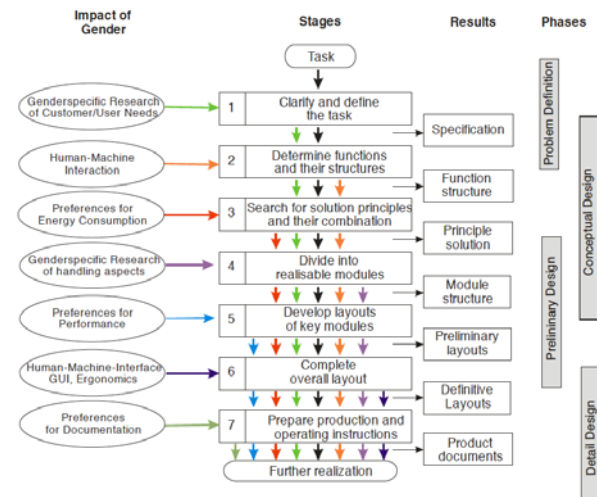 Impact of
Gender
Stages
Results
Phases
Task
Genderspecific Research
of Customer/User Needs
1
Clarify and define
the task
Specification
Human-Machine
Interaction
2
Determine functions
and their structures
Function
structure
Preferences for
Energy Consumption
3
Search for solution principles
and their combination
Principle
solution
Genderspecific Research
of handling aspects
4
Divide into
realisable modules
Module
structure
Preferences for
Performance
5
Develop layouts
of key modules
Preliminary
layouts
Human-Machine-Interface
GUI, Ergonomics
6
Complete
overall layout
Definitive
Layouts
Preferences
for Documentation
7
Prepare production and
operating instructions
Product
documents
Further realization
Problem Definition
Prelininary Design
Conceptual Design
Detail Design